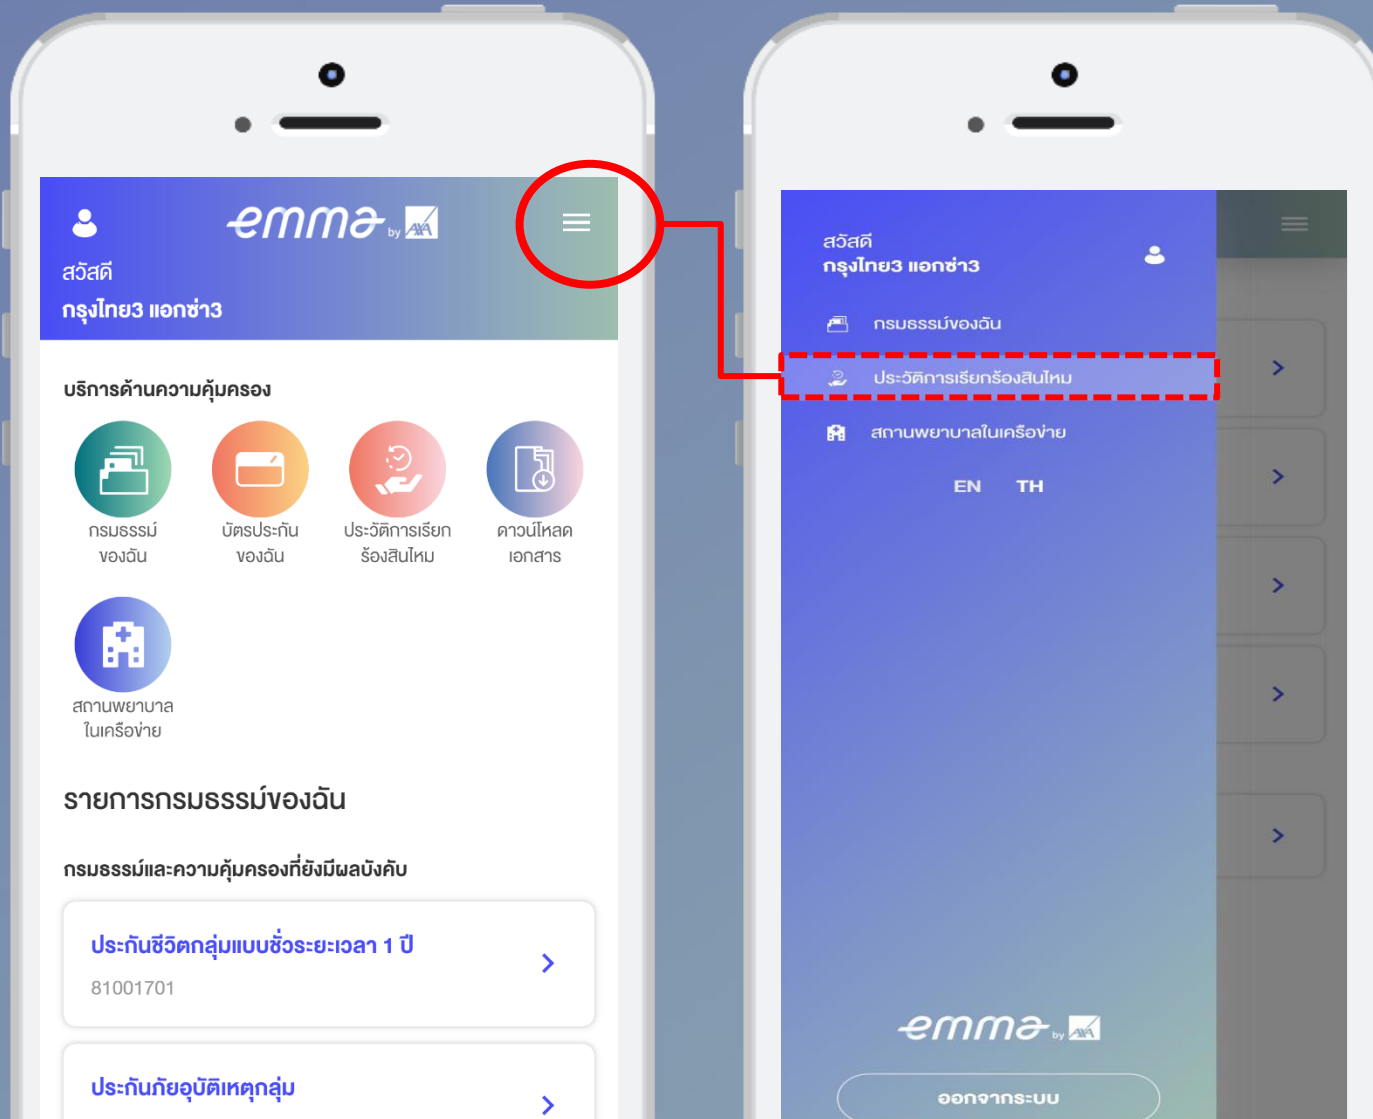 emma by AXA
สวัสดี
กรุงไทย3 แอกซ่า3
บริการด้านความคุ้มครอง
กรมธรรม์
ของฉัน
บัตรประกัน
ของฉัน
ประวัติการเรียก
ร้องสินไหม
ดาวน์โหลด
เอกสาร
สถานพยาบาล
ในเครือข่าย
รายการกรมธรรม์ของฉัน
กรมธรรม์และความคุ้มครองที่ยังมีผลบังคับ
ประกันชีวิตกลุ่มแบบชั่วระยะเวลา 1 ปี
81001701
ประกันภัยอุบัติเหตุกลุ่ม
สวัสดี
กรุงไทย3 แอกซ่า3
กรมธรรม์ของฉัน
ประวัติการเรียกร้องสินไหม
สถานพยาบาลในเครือข่าย
EN TH
emma by AXA
ออกจากระบบ